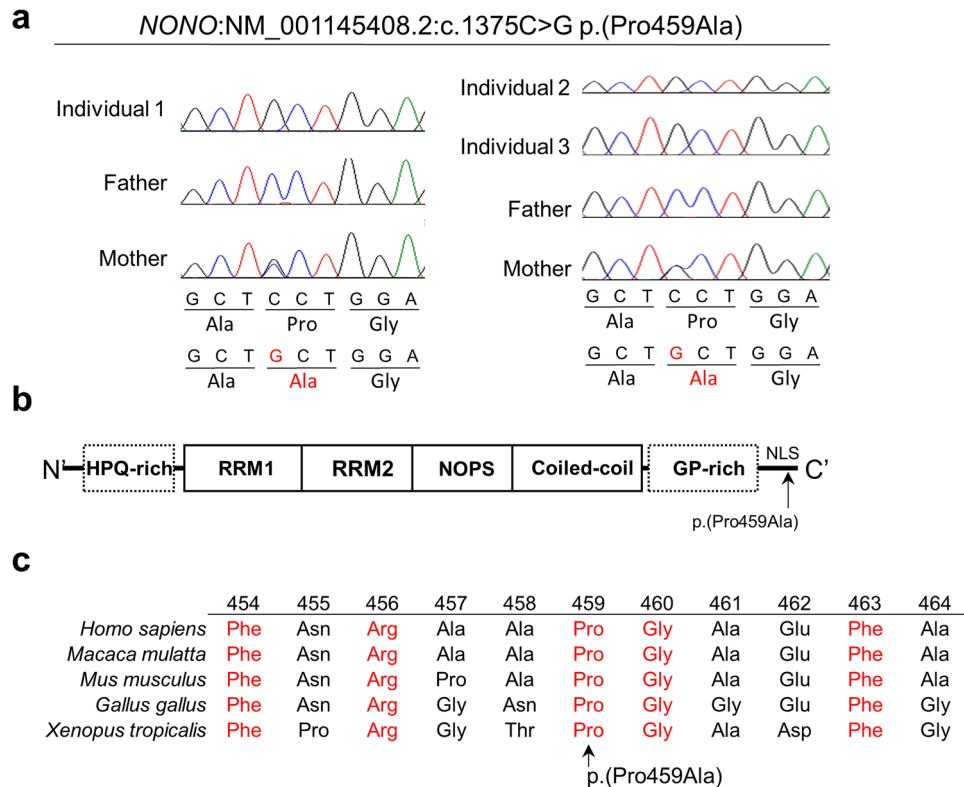 a
NONO:NM_001145408.2:c.1375C>G p.(Pro459Ala)
Individual 1
Father
Mother
G C T C C T G G A
Ala Pro Gly
G C T G C T G G A
Ala Ala Gly
Individual 2
Individual 3
Father
Mother
G C T C C T G G A
Ala Pro Gly
G C T G C T G G A
Ala Ala Gly
b
N' HPQ-rich RRM1 RRM2 NOPS Coiled-coil GP-rich NLS C'
p.(Pro459Ala)
c
454 455 456 457 458 459 460 461 462 463 464
Homo sapiens Phe Asn Arg Ala Ala Pro Gly Ala Glu Phe Ala
Macaca mulatta Phe Asn Arg Ala Ala Pro Gly Ala Glu Phe Ala
Mus musculus Phe Asn Arg Pro Ala Pro Gly Ala Glu Phe Ala
Gallus gallus Phe Asn Arg Gly Asn Pro Gly Gly Glu Phe Gly
Xenopus tropicalis Phe Pro Arg Gly Thr Pro Gly Ala Asp Phe Gly
p.(Pro459Ala)